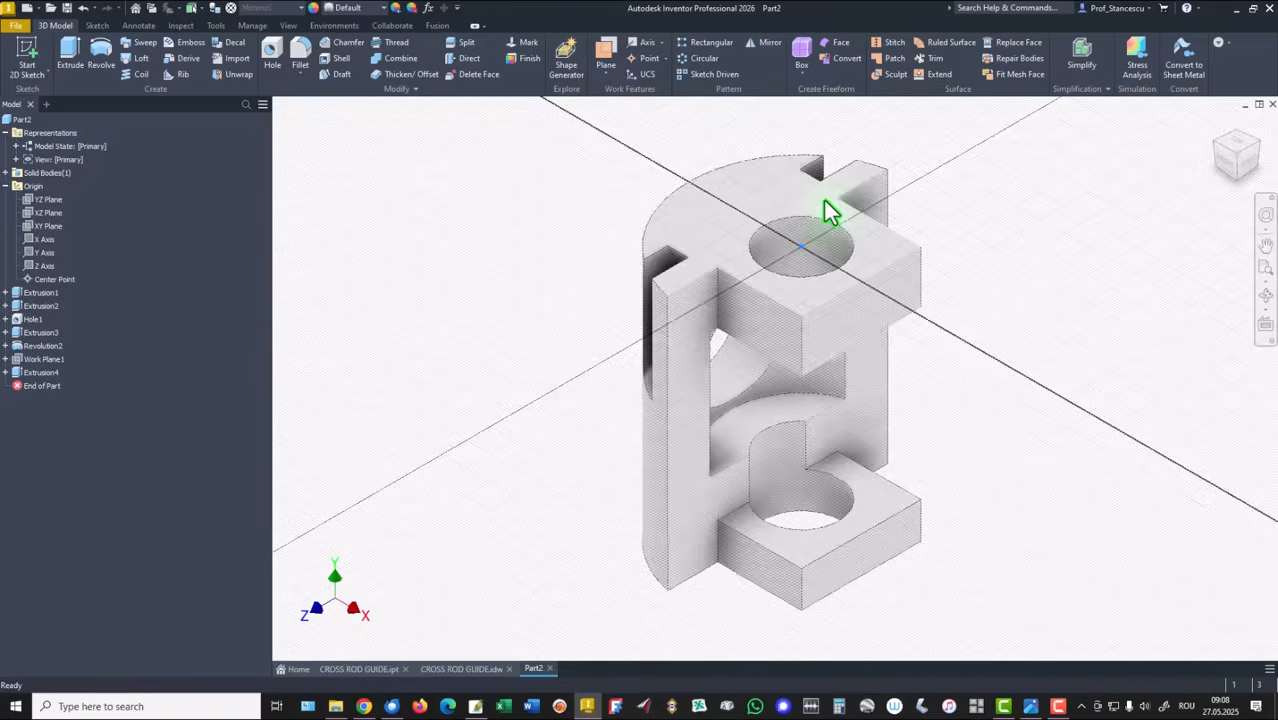 Material
Default
Autodesk Inventor Professional 2026 Part2
Search Help & Commands...
Prof_Stancescu
File
3D Model
Sketch
Annotate
Inspect
Tools
Manage
View
Environments
Collaborate
Fusion
Start
2D Sketch
Extrude
Revolve
Sweep
Emboss
Decal
Loft
Derive
Import
Coil
Rib
Unwrap
Hole
Fillet
Chamfer
Thread
Shell
Combine
Draft
Thicken/ Offset
Split
Direct
Delete Face
Mark
Finish
Shape
Generator
Plane
Axis
Point
UCS
Rectangular
Mirror
Circular
Sketch Driven
Box
Face
Convert
Stitch
Ruled Surface
Replace Face
Patch
Trim
Repair Bodies
Sculpt
Extend
Fit Mesh Face
Simplify
Stress
Analysis
Convert to
Sheet Metal
Sketch
Create
Modify
Explore
Work Features
Pattern
Create Freeform
Surface
Simplification
Simulation
Convert
Model
Part2
Representations
Model State: [Primary]
View: [Primary]
Solid Bodies(1)
Origin
YZ Plane
XZ Plane
XY Plane
X Axis
Y Axis
Z Axis
Center Point
Extrusion1
Extrusion2
Hole1
Extrusion3
Revolution2
Work Plane1
Extrusion4
End of Part
Y
Z
X
Home
CROSS ROD GUIDE.ipt
CROSS ROD GUIDE.idw
Part2
Ready
1
3
Type here to search
ROU
09:08
27.05.2025